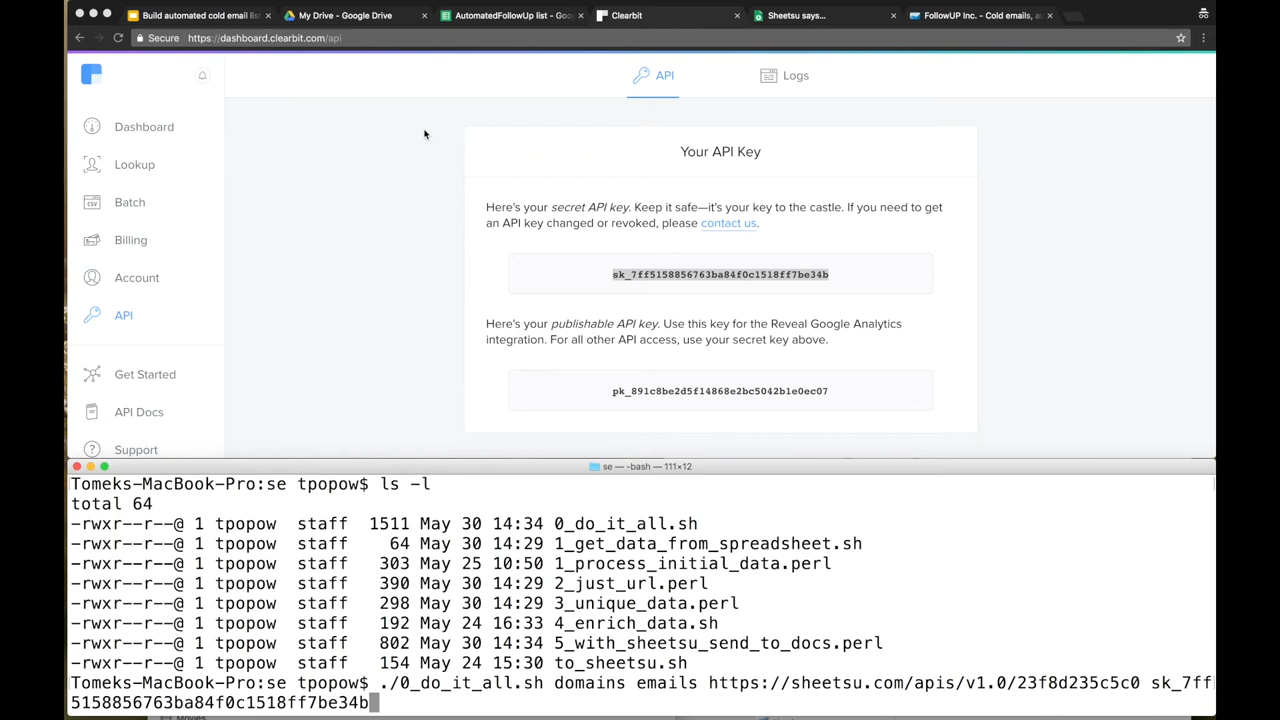 Build automated cold email list
My Drive - Google Drive
AutomatedFollowUp list - Goo
Clearbit
Sheetsu says...
FollowUP Inc. - Cold emails, a
Secure https://dashboard.clearbit.com/api
API
Logs
Dashboard
Lookup
Batch
Billing
Account
API
Get Started
API Docs
Support
Your API Key
Here's your secret API key. Keep it safe—it's your key to the castle. If you need to get
an API key changed or revoked, please contact us.
sk_7ff5158856763ba84f0c1518ff7be34b
Here's your publishable API key. Use this key for the Reveal Google Analytics
integration. For all other API access, use your secret key above.
pk_891c8be2d5f14868e2bc5042b1e0ec07
se — -bash — 111×12
Tomeks-MacBook-Pro:se tpopow$ ls -l
total 64
-rwxr--r--@ 1 tpopow staff 1511 May 30 14:34 0_do_it_all.sh
-rwxr--r--@ 1 tpopow staff 64 May 30 14:29 1_get_data_from_spreadsheet.sh
-rwxr--r--@ 1 tpopow staff 303 May 25 10:50 1_process_initial_data.perl
-rwxr--r--@ 1 tpopow staff 390 May 30 14:29 2_just_url.perl
-rwxr--r--@ 1 tpopow staff 298 May 30 14:29 3_unique_data.perl
-rwxr--r--@ 1 tpopow staff 192 May 24 16:33 4_enrich_data.sh
-rwxr--r--@ 1 tpopow staff 802 May 30 14:34 5_with_sheetsu_send_to_docs.perl
-rwxr--r--@ 1 tpopow staff 154 May 24 15:30 to_sheetsu.sh
Tomeks-MacBook-Pro:se tpopow$ ./0_do_it_all.sh domains emails https://sheetsu.com/apis/v1.0/23f8d235c5c0 sk_7ff
5158856763ba84f0c1518ff7be34b